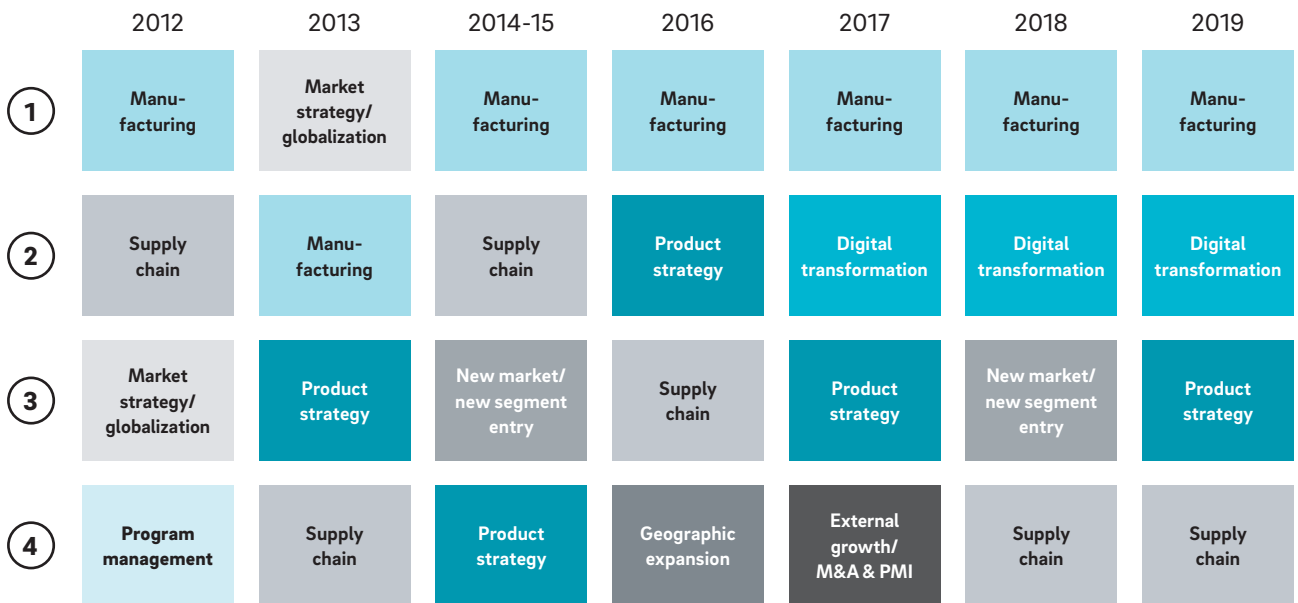 2012 2013 2014-15 2016 2017 2018 2019
1
Manu-
facturing
Market
strategy/
globalization
Manu-
facturing
Manu-
facturing
Manu-
facturing
Manu-
facturing
Manu-
facturing
2
Supply
chain
Manu-
facturing
Supply
chain
Product
strategy
Digital
transformation
Digital
transformation
Digital
transformation
3
Market
strategy/
globalization
Product
strategy
New market/
new segment
entry
Supply
chain
Product
strategy
New market/
new segment
entry
Product
strategy
4
Program
management
Supply
chain
Product
strategy
Geographic
expansion
External
growth/
M&A & PMI
Supply
chain
Supply
chain